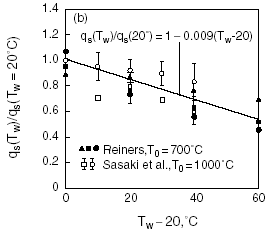 1.4
(b)
1.2
qs(Tw)/qs(20°)=1−0.009(Tw-20)
1.0
0.8
0.6
0.4
0.2
0
▲■● Reiners,T0=700°C
□○ Sasaki et al.,T0=1000°C
0 20 40 60
Tw−20,°C
qs(Tw)/qs(Tw=20°C)